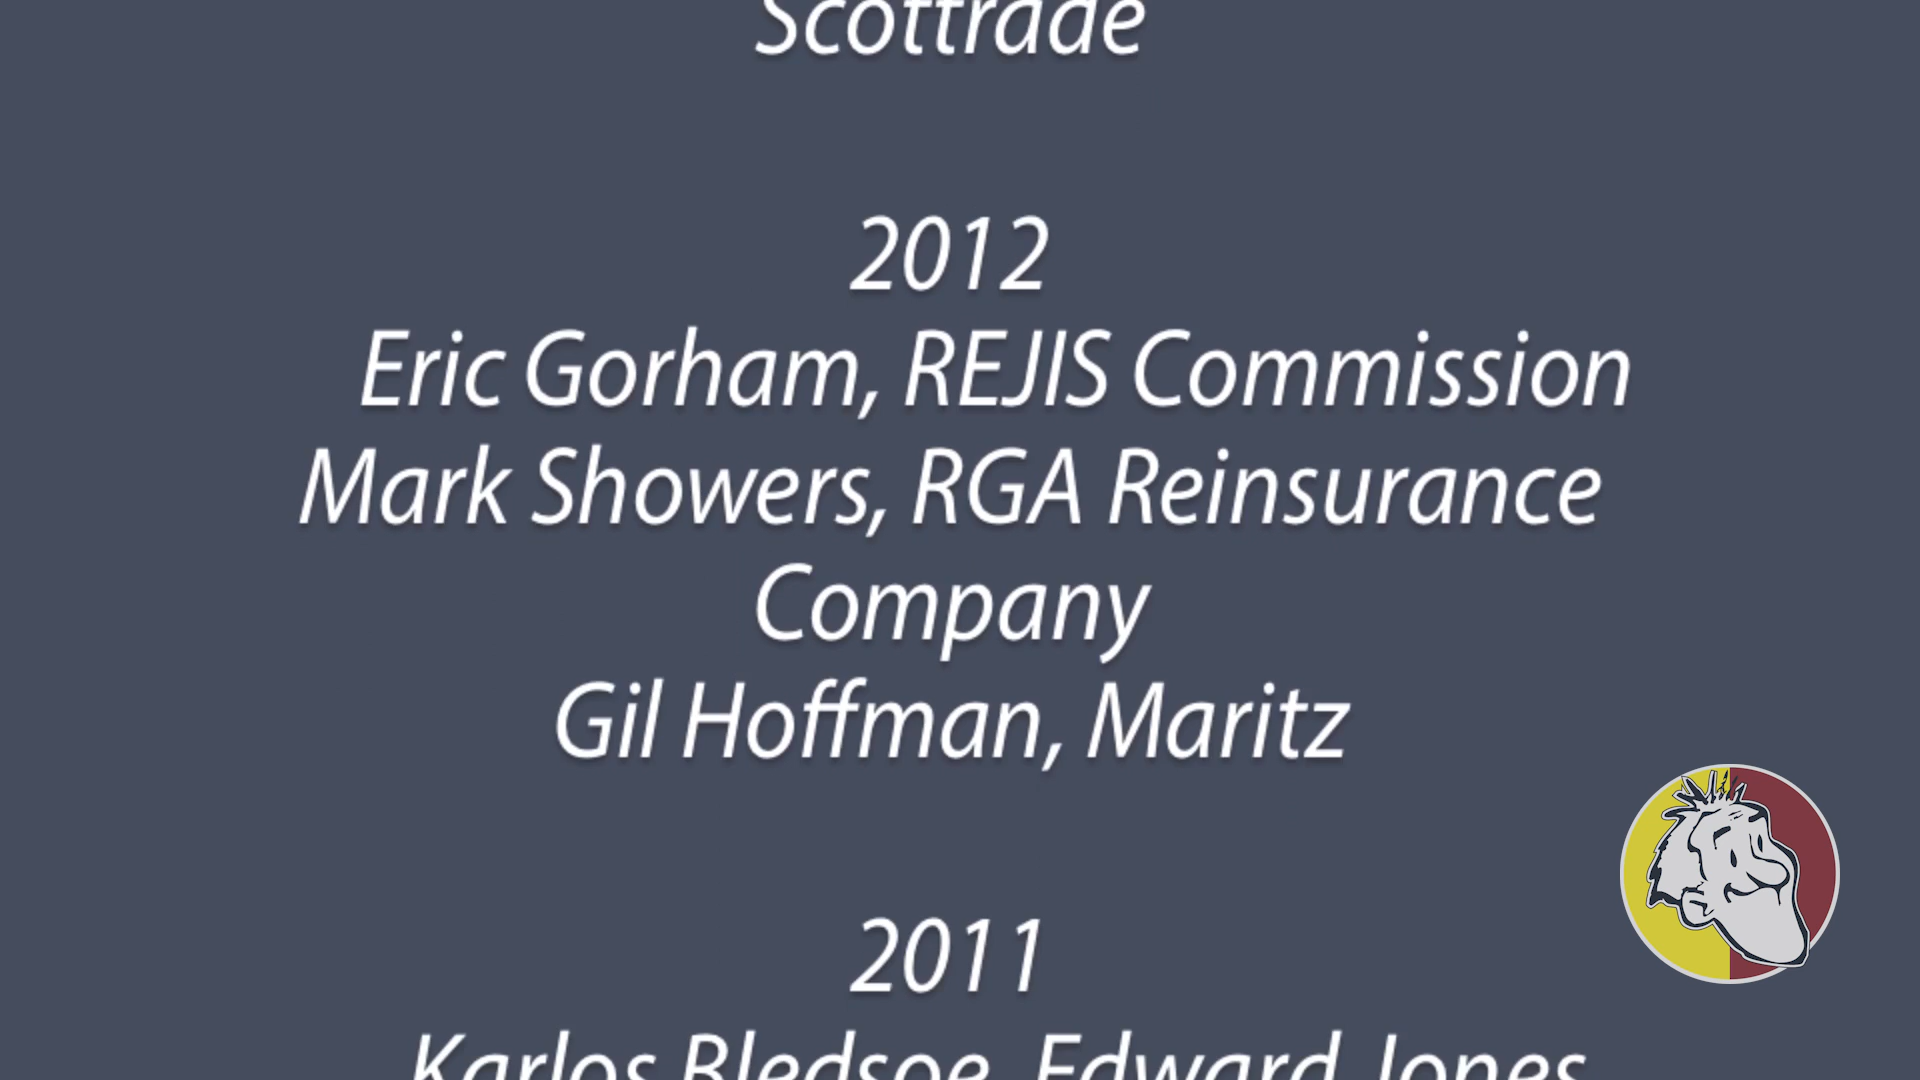 Scottrade
2012
Eric Gorham, REJIS Commission
Mark Showers, RGA Reinsurance
Company
Gil Hoffman, Maritz
2011
Karlos Bledsoe, Edward Jones